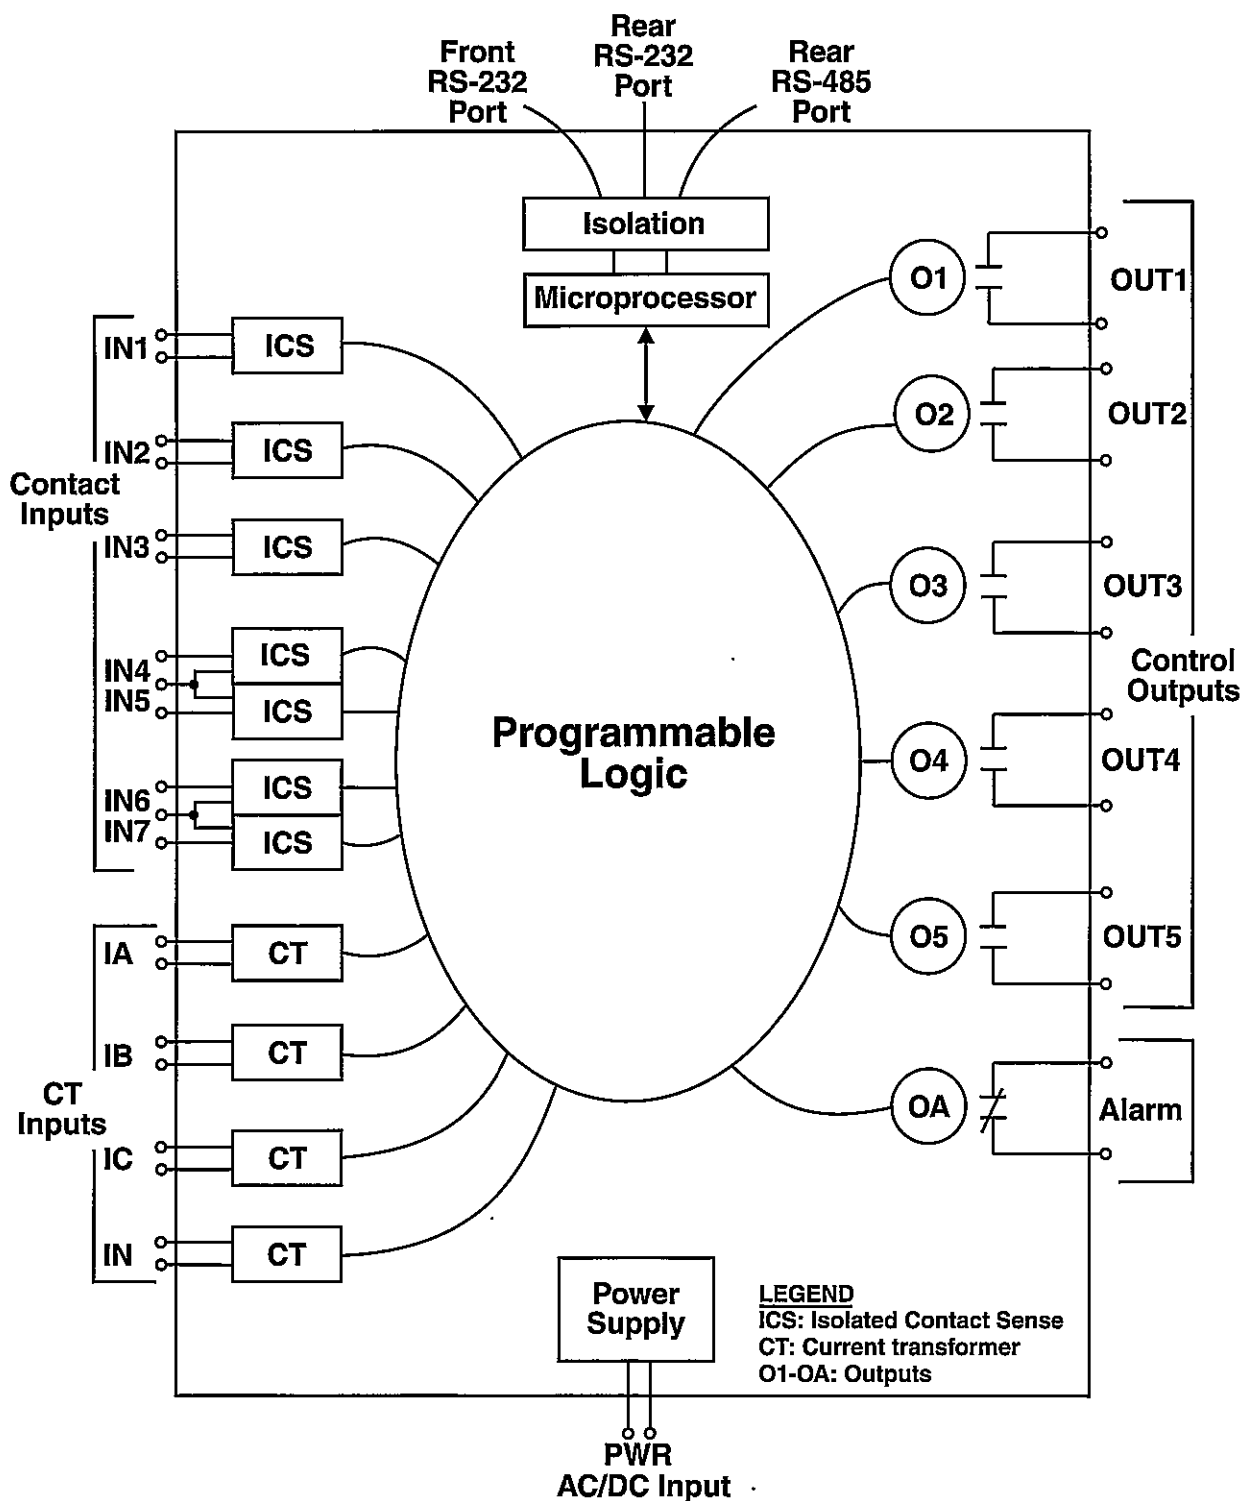 Front
RS-232
Port
Rear
RS-232
Port
Rear
RS-485
Port
Isolation
Microprocessor
Contact
Inputs
IN1
ICS
IN2
ICS
IN3
ICS
IN4
ICS
IN5
ICS
IN6
ICS
IN7
ICS
CT
Inputs
IA
CT
IB
CT
IC
CT
IN
CT
Programmable
Logic
O1
OUT1
O2
OUT2
O3
OUT3
Control
Outputs
O4
OUT4
O5
OUT5
OA
Alarm
Power
Supply
LEGEND
ICS: Isolated Contact Sense
CT: Current transformer
O1-OA: Outputs
PWR
AC/DC Input